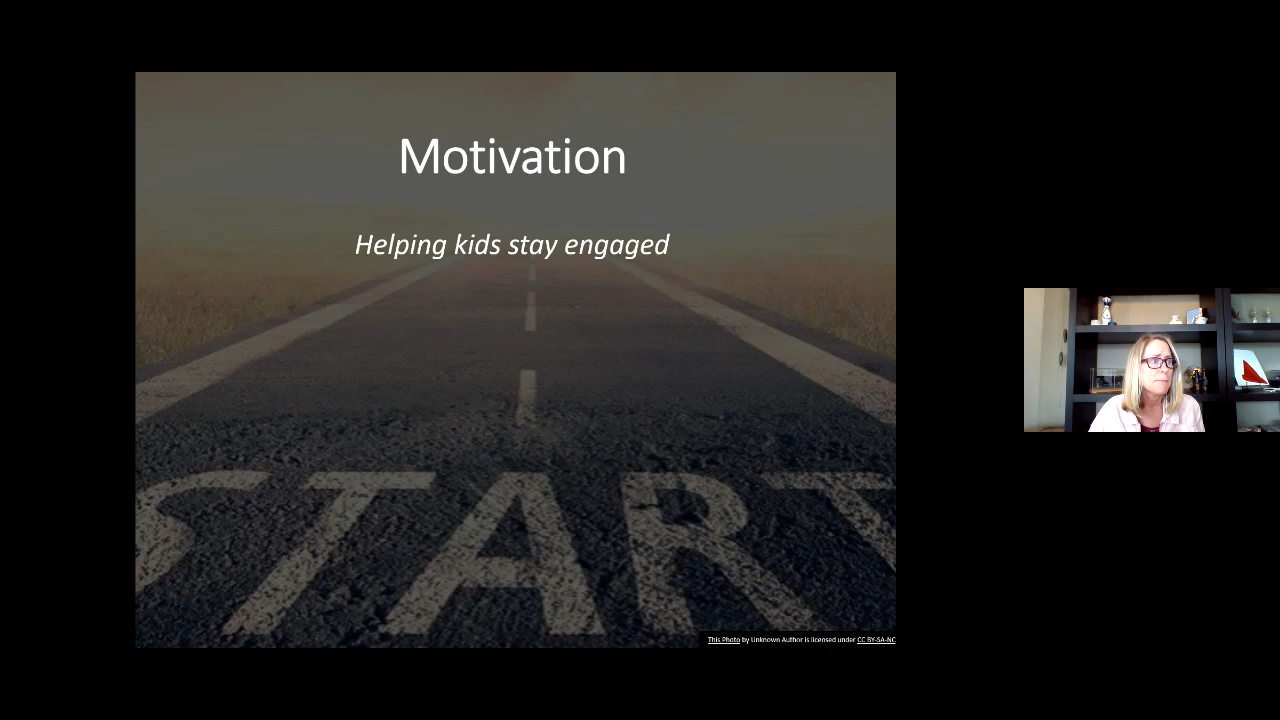 Motivation
Helping kids stay engaged
START
This Photo by Unknown Author is licensed under CC BY-SA-NC